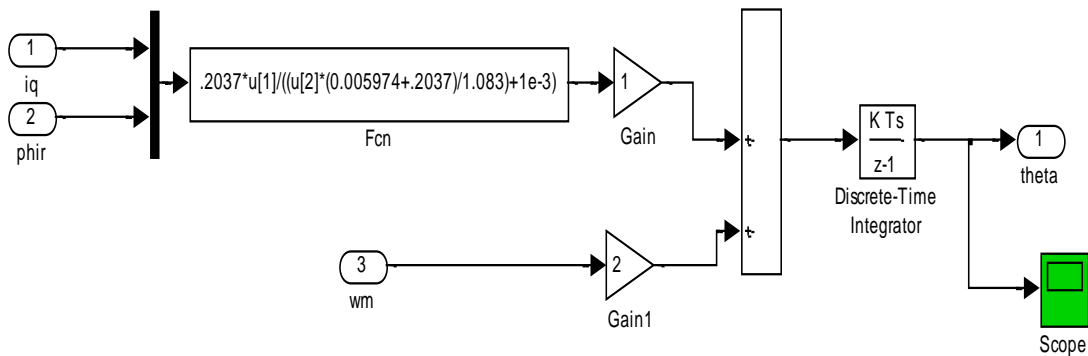 1
iq
2
phir
.2037*u[1]/((u[2]*(0.005974+.2037)/1.083)+1e-3)
Fcn
1
Gain
3
wm
2
Gain1
+
+
K Ts
z-1
Discrete-Time
Integrator
1
theta
Scope